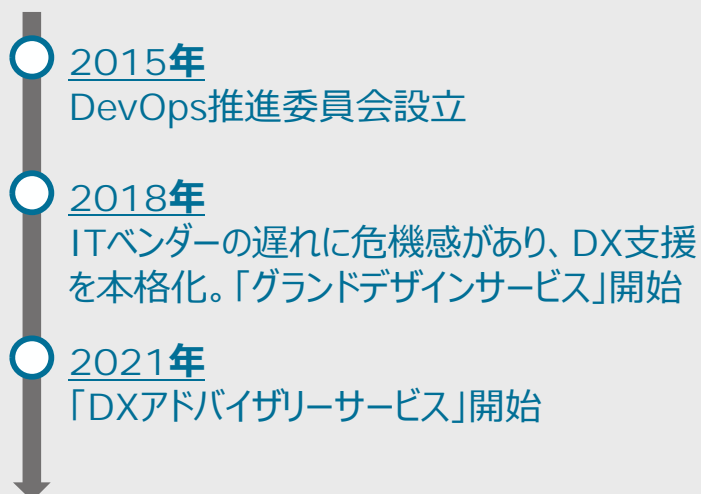 2015年
DevOps推進委員会設立
2018年
ITベンダーの遅れに危機感があり、DX支援
を本格化。「グランドデザインサービス」開始
2021年
「DXアドバイザリーサービス」開始